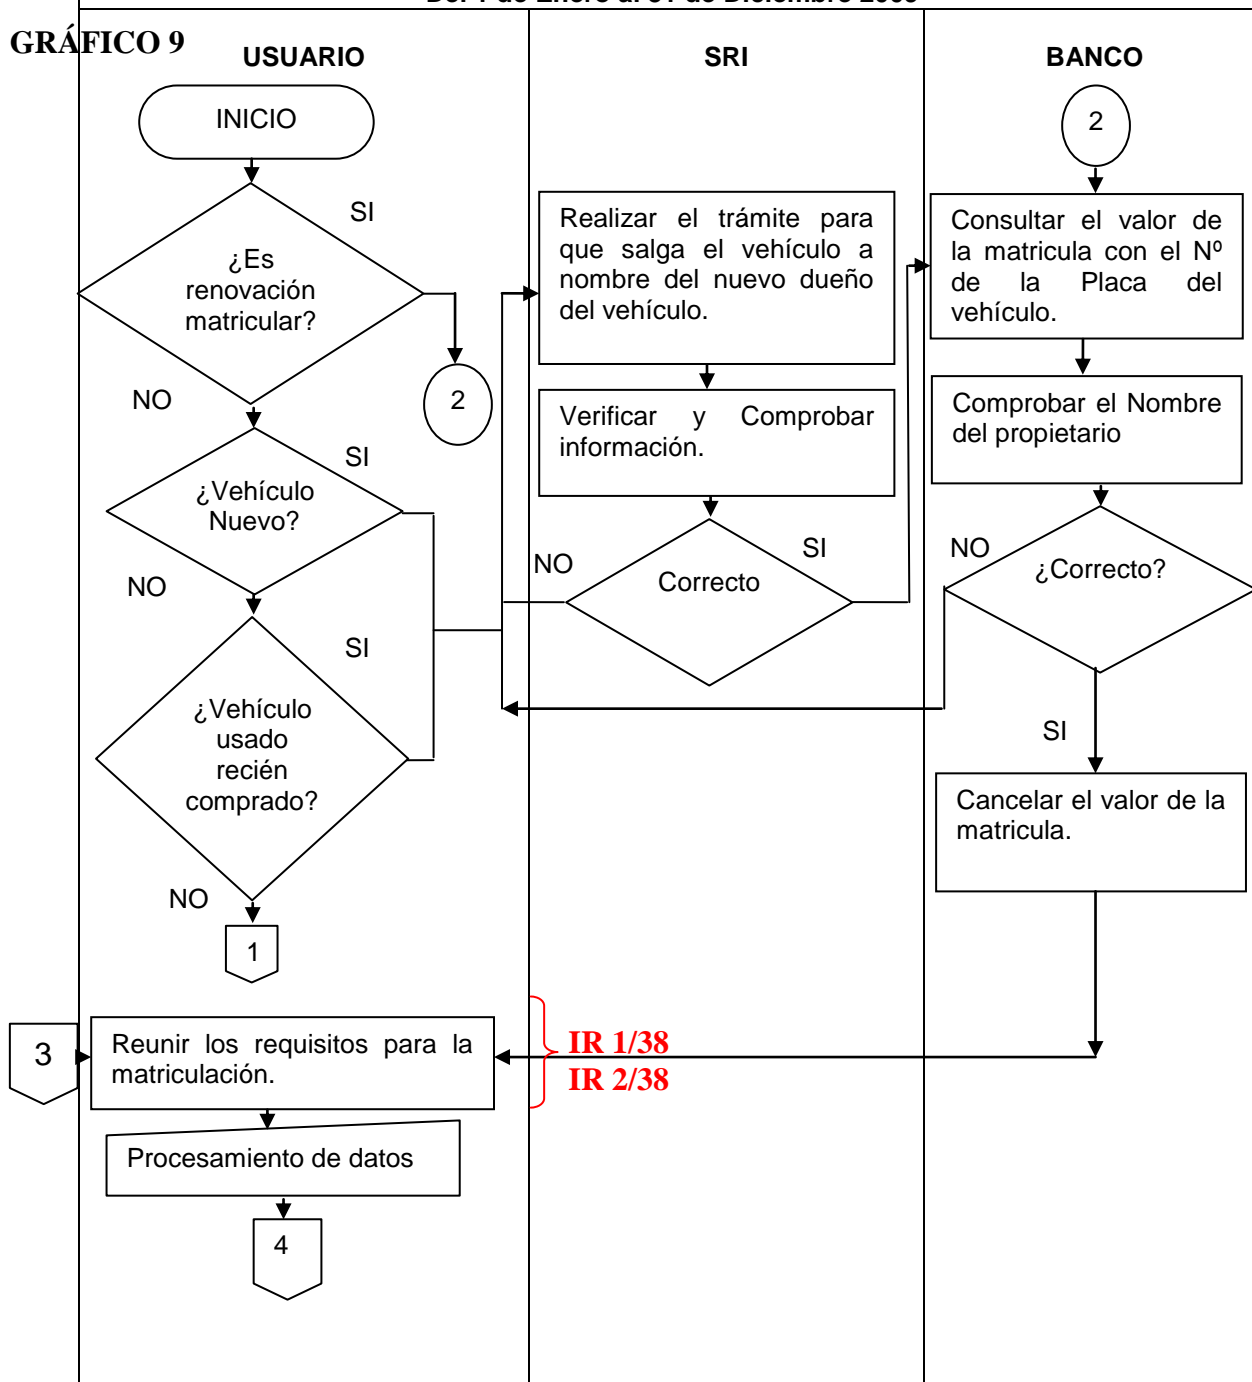 GRÁFICO 9
USUARIO
SRI
BANCO
INICIO
SI
¿Es
renovación
matricular?
NO
2
SI
¿Vehículo
Nuevo?
NO
SI
¿Vehículo
usado
recién
comprado?
NO
1
3
Reunir los requisitos para la
matriculación.
Procesamiento de datos
4
Realizar el trámite para
que salga el vehículo a
nombre del nuevo dueño
del vehículo.
Verificar y Comprobar
información.
NO
SI
Correcto
IR 1/38
IR 2/38
2
Consultar el valor de
la matricula con el Nº
de la Placa del
vehículo.
Comprobar el Nombre
del propietario
NO
¿Correcto?
SI
Cancelar el valor de la
matricula.